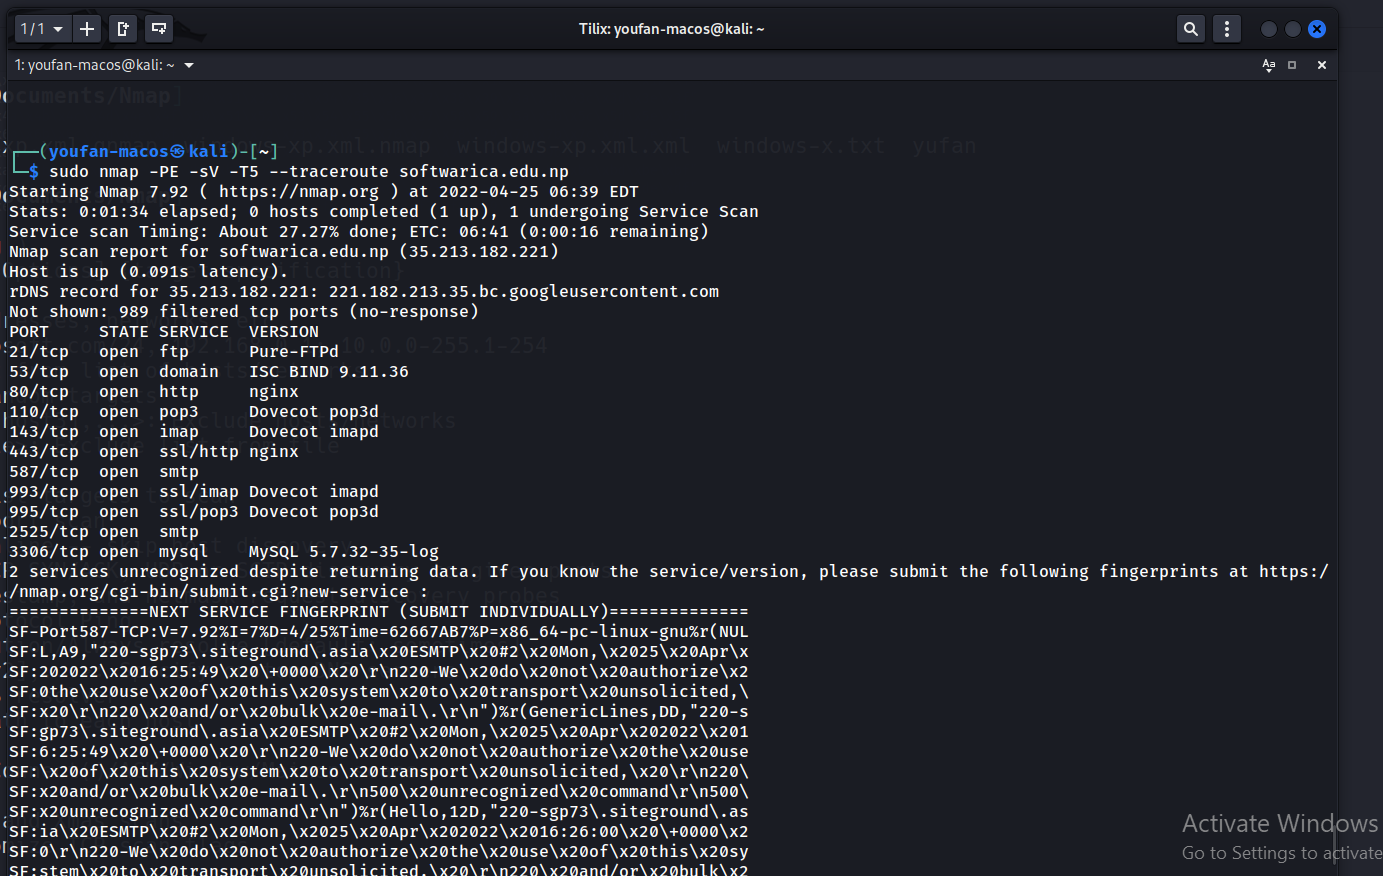 1/1
Tilix: youfan-macos@kali: ~
1: youfan-macos@kali: ~
Documents/Nmap]
-xp.xml.nmap windows-xp.xml.xml windows-x.txt yufan
┌──(youfan-macos㉿kali)-[~]
└─$ sudo nmap -PE -sV -T5 --traceroute softwarica.edu.np
Starting Nmap 7.92 ( https://nmap.org ) at 2022-04-25 06:39 EDT
Stats: 0:01:34 elapsed; 0 hosts completed (1 up), 1 undergoing Service Scan
Service scan Timing: About 27.27% done; ETC: 06:41 (0:00:16 remaining)
Nmap scan report for softwarica.edu.np (35.213.182.221)
Host is up (0.091s latency).
rDNS record for 35.213.182.221: 221.182.213.35.bc.googleusercontent.com
Not shown: 989 filtered tcp ports (no-response)
PORT     STATE SERVICE  VERSION
21/tcp   open  ftp      Pure-FTPd
53/tcp   open  domain   ISC BIND 9.11.36
80/tcp   open  http     nginx
110/tcp  open  pop3     Dovecot pop3d
143/tcp  open  imap     Dovecot imapd
443/tcp  open  ssl/http nginx
587/tcp  open  smtp
993/tcp  open  ssl/imap Dovecot imapd
995/tcp  open  ssl/pop3 Dovecot pop3d
2525/tcp open  smtp
3306/tcp open  mysql    MySQL 5.7.32-35-log
2 services unrecognized despite returning data. If you know the service/version, please submit the following fingerprints at https:/
/nmap.org/cgi-bin/submit.cgi?new-service :
==============NEXT SERVICE FINGERPRINT (SUBMIT INDIVIDUALLY)==============
SF-Port587-TCP:V=7.92%I=7%D=4/25%Time=62667AB7%P=x86_64-pc-linux-gnu%r(NUL
SF:L,A9,"220-sgp73\.siteground\.asia\x20ESMTP\x20#2\x20Mon,\x2025\x20Apr\x
SF:202022\x2016:25:49\x20\+0000\x20\r\n220-We\x20do\x20not\x20authorize\x2
SF:0the\x20use\x20of\x20this\x20system\x20to\x20transport\x20unsolicited,\
SF:x20\r\n220\x20and/or\x20bulk\x20e-mail\.\r\n")%r(GenericLines,DD,"220-s
SF:gp73\.siteground\.asia\x20ESMTP\x20#2\x20Mon,\x2025\x20Apr\x202022\x201
SF:6:25:49\x20\+0000\x20\r\n220-We\x20do\x20not\x20authorize\x20the\x20use
SF:\x20of\x20this\x20system\x20to\x20transport\x20unsolicited,\x20\r\n220\
SF:x20and/or\x20bulk\x20e-mail\.\r\n500\x20unrecognized\x20command\r\n500\
SF:x20unrecognized\x20command\r\n")%r(Hello,12D,"220-sgp73\.siteground\.as
SF:ia\x20ESMTP\x20#2\x20Mon,\x2025\x20Apr\x202022\x2016:26:00\x20\+0000\x2
SF:0\r\n220-We\x20do\x20not\x20authorize\x20the\x20use\x20of\x20this\x20sy
SF:stem\x20to\x20transport\x20unsolicited,\x20\r\n220\x20and/or\x20bulk\x2
Activate Windows
Go to Settings to activate